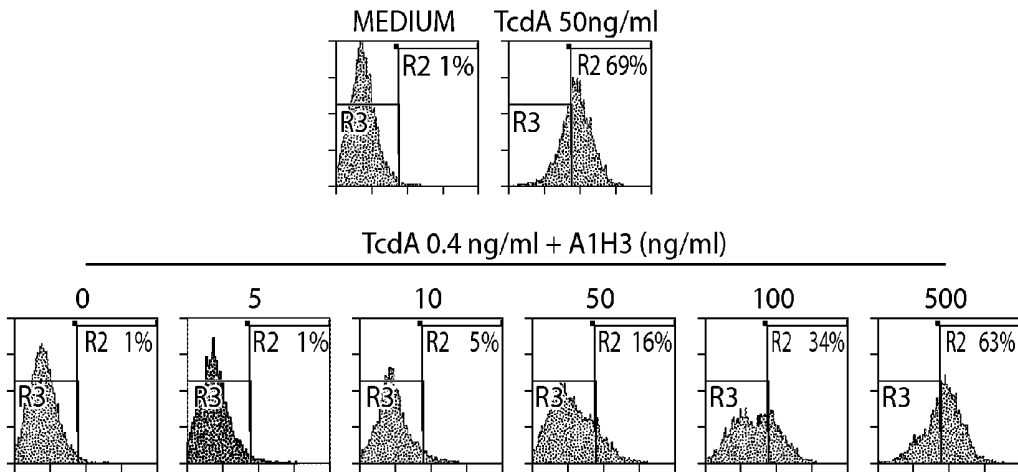 MEDIUM TcdA 50ng/ml
R2 1% R2 69%
R3 R3
TcdA 0.4 ng/ml + A1H3 (ng/ml)
0 5 10 50 100 500
R2 1% R2 1% R2 5% R2 16% R2 34% R2 63%
R3 R3 R3 R3 R3 R3